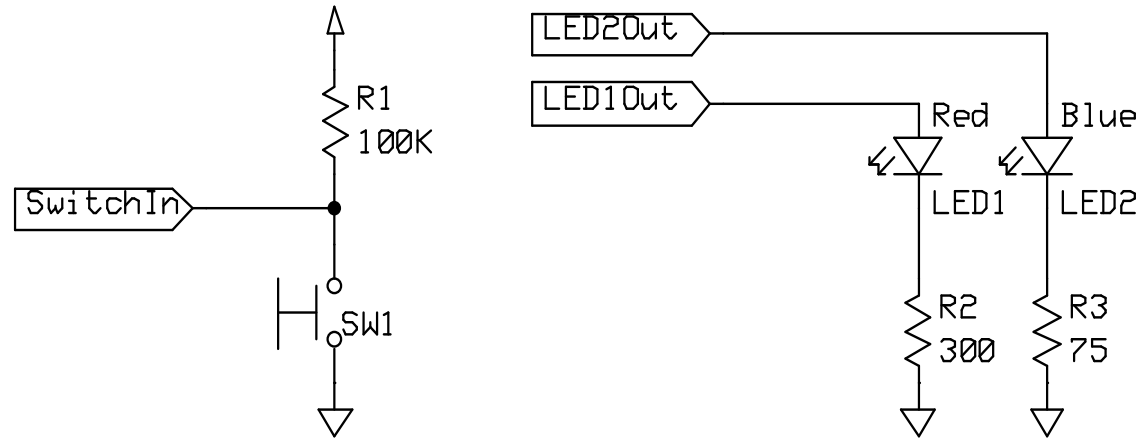 LED2Out
LED1Out
R1
100K
Red
Blue
SwitchIn
LED1
LED2
SW1
R2
300
R3
75